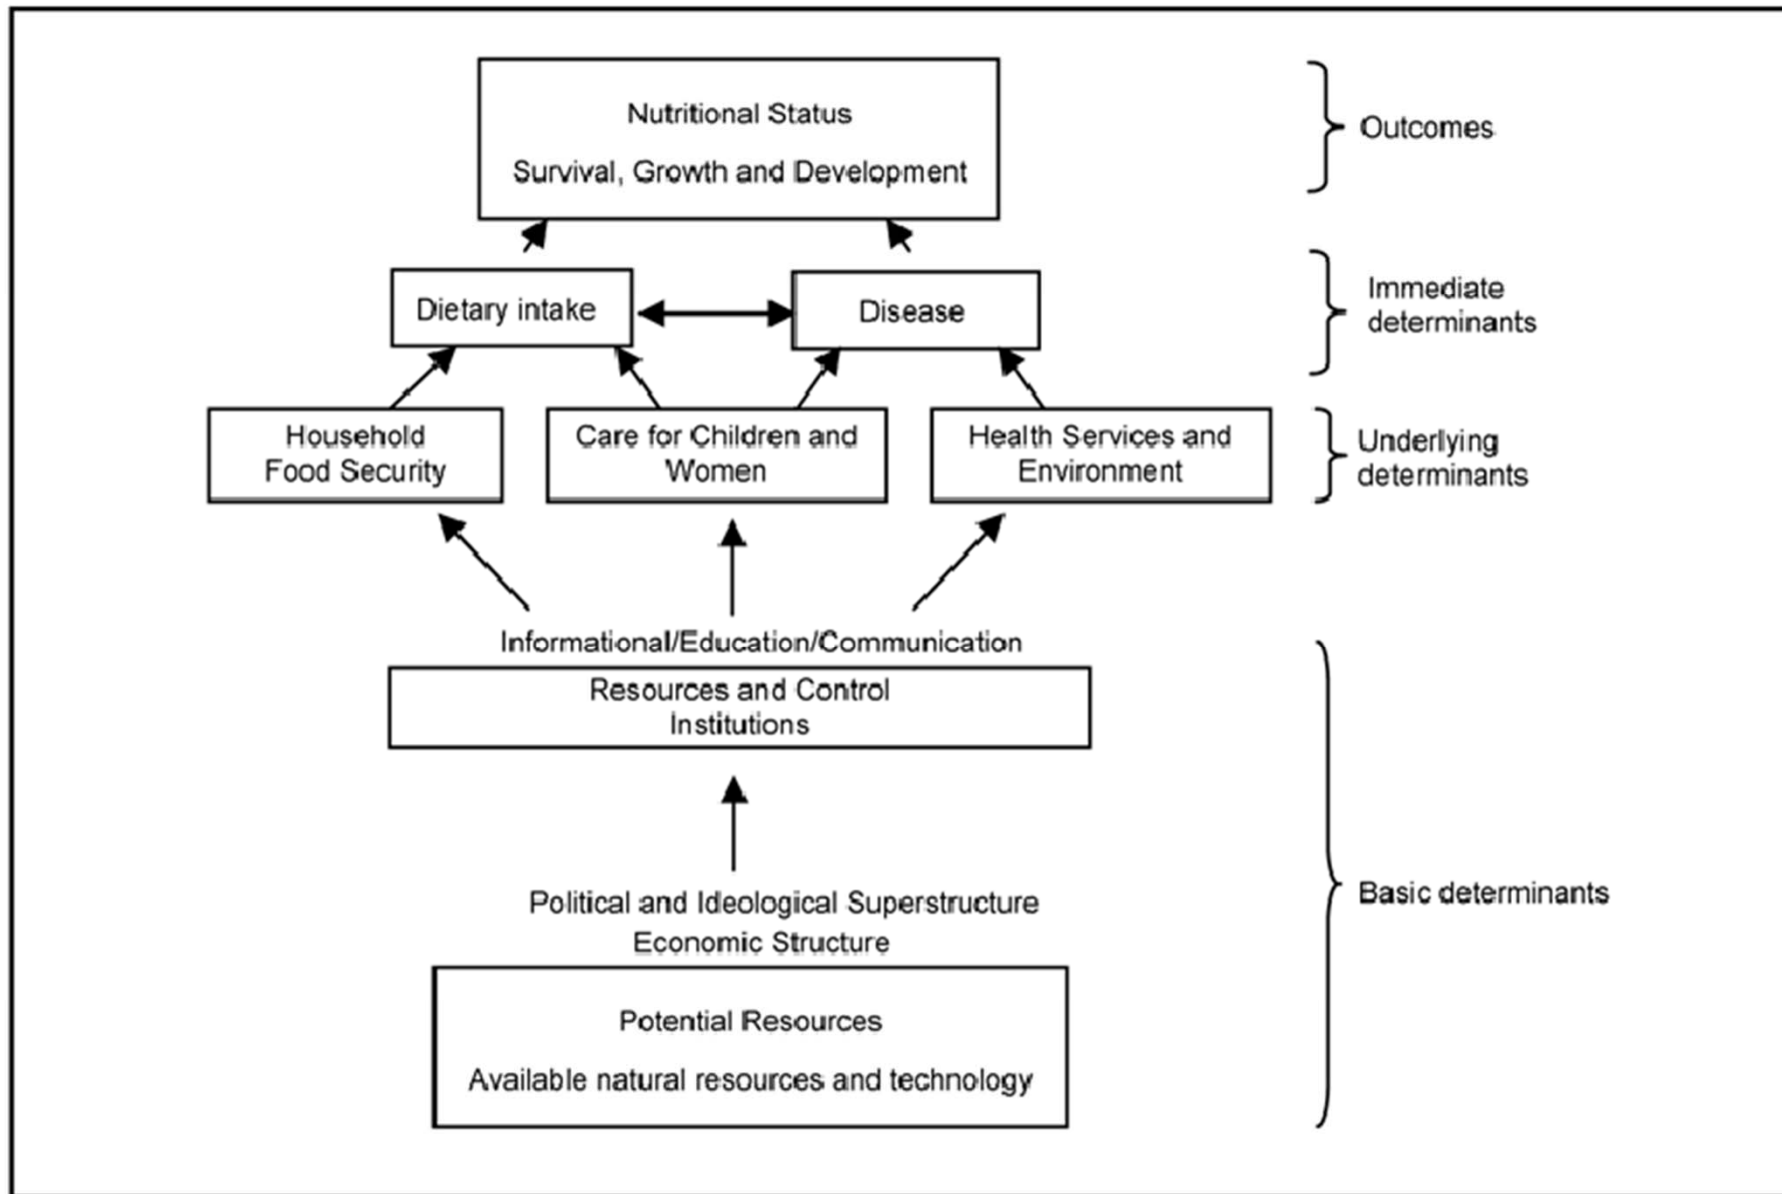 Nutritional Status
Survival, Growth and Development
Outcomes
Dietary intake
Disease
Immediate
determinants
Household
Food Security
Care for Children and
Women
Health Services and
Environment
Underlying
determinants
Informational/Education/Communication
Resources and Control
Institutions
Political and Ideological Superstructure
Economic Structure
Potential Resources
Available natural resources and technology
Basic determinants